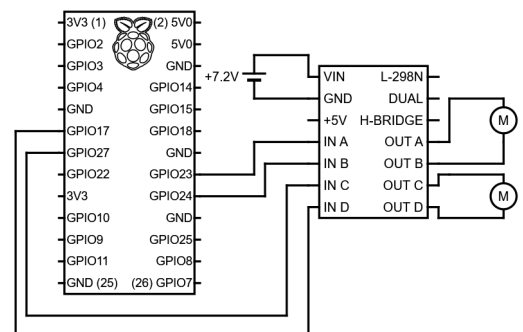 3V3 (1) (2) 5V0
GPIO2 5V0
GPIO3 GND
GPIO4 GPIO14
GND GPIO15
GPIO17 GPIO18
GPIO27 GND
GPIO22 GPIO23
3V3 GPIO24
GPIO10 GND
GPIO9 GPIO25
GPIO11 GPIO8
GND (25) (26) GPIO7
+7.2V
VIN L-298N
GND DUAL
+5V H-BRIDGE
IN A OUT A
IN B OUT B
IN C OUT C
IN D OUT D
M
M